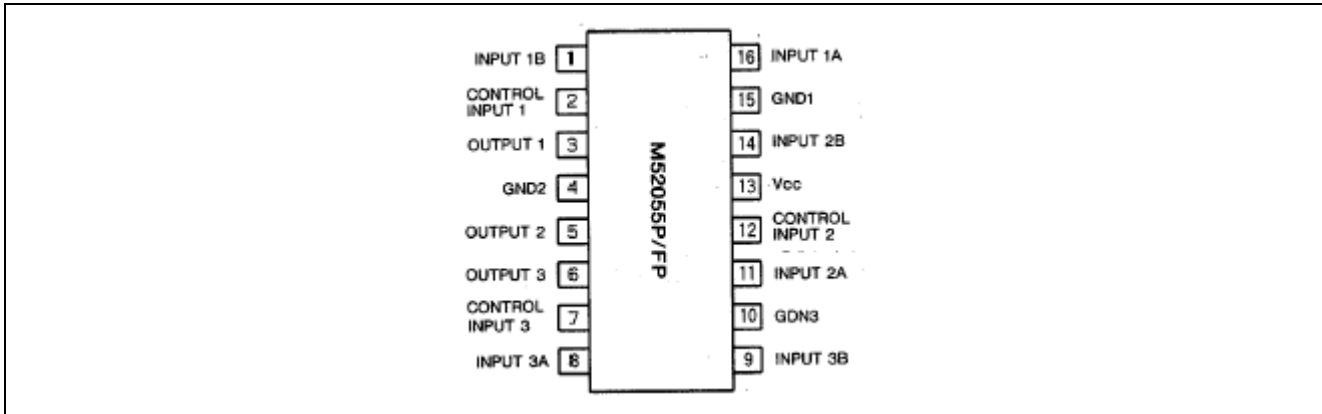 INPUT 1B 1
CONTROL
INPUT 1 2
OUTPUT 1 3
GND2 4
OUTPUT 2 5
OUTPUT 3 6
CONTROL
INPUT 3 7
INPUT 3A 8
M52055P/FP
16 INPUT 1A
15 GND1
14 INPUT 2B
13 Vcc
CONTROL
12 INPUT 2
11 INPUT 2A
10 GDN3
9 INPUT 3B